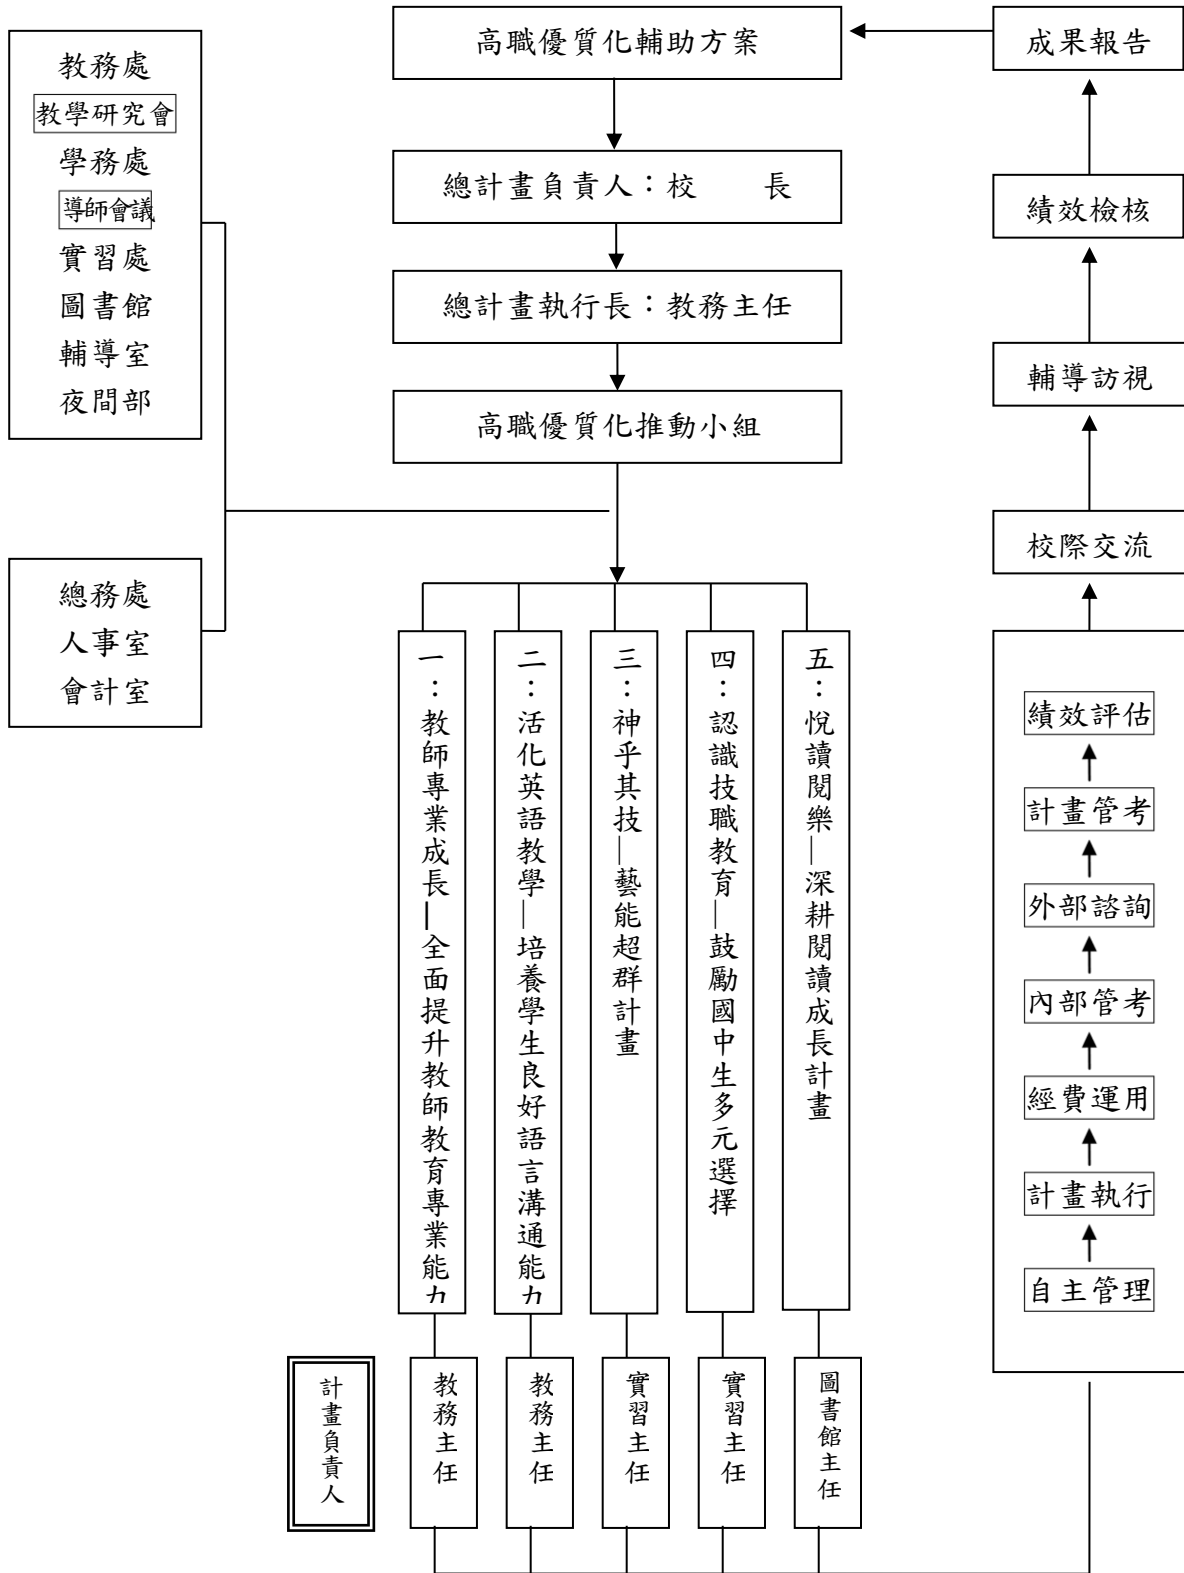 教務處
教學研究會
學務處
導師會議
實習處
圖書館
輔導室
夜間部
總務處
人事室
會計室
高職優質化輔助方案
總計畫負責人：校　　長
總計畫執行長：教務主任
高職優質化推動小組
一：教師專業成長—全面提升教師教育專業能力
二：活化英語教學—培養學生良好語言溝通能力
三：神乎其技—藝能超群計畫
四：認識技職教育—鼓勵國中生多元選擇
五：悅讀閱樂—深耕閱讀成長計畫
計畫負責人
教務主任
教務主任
實習主任
實習主任
圖書館主任
成果報告
績效檢核
輔導訪視
校際交流
績效評估
計畫管考
外部諮詢
內部管考
經費運用
計畫執行
自主管理